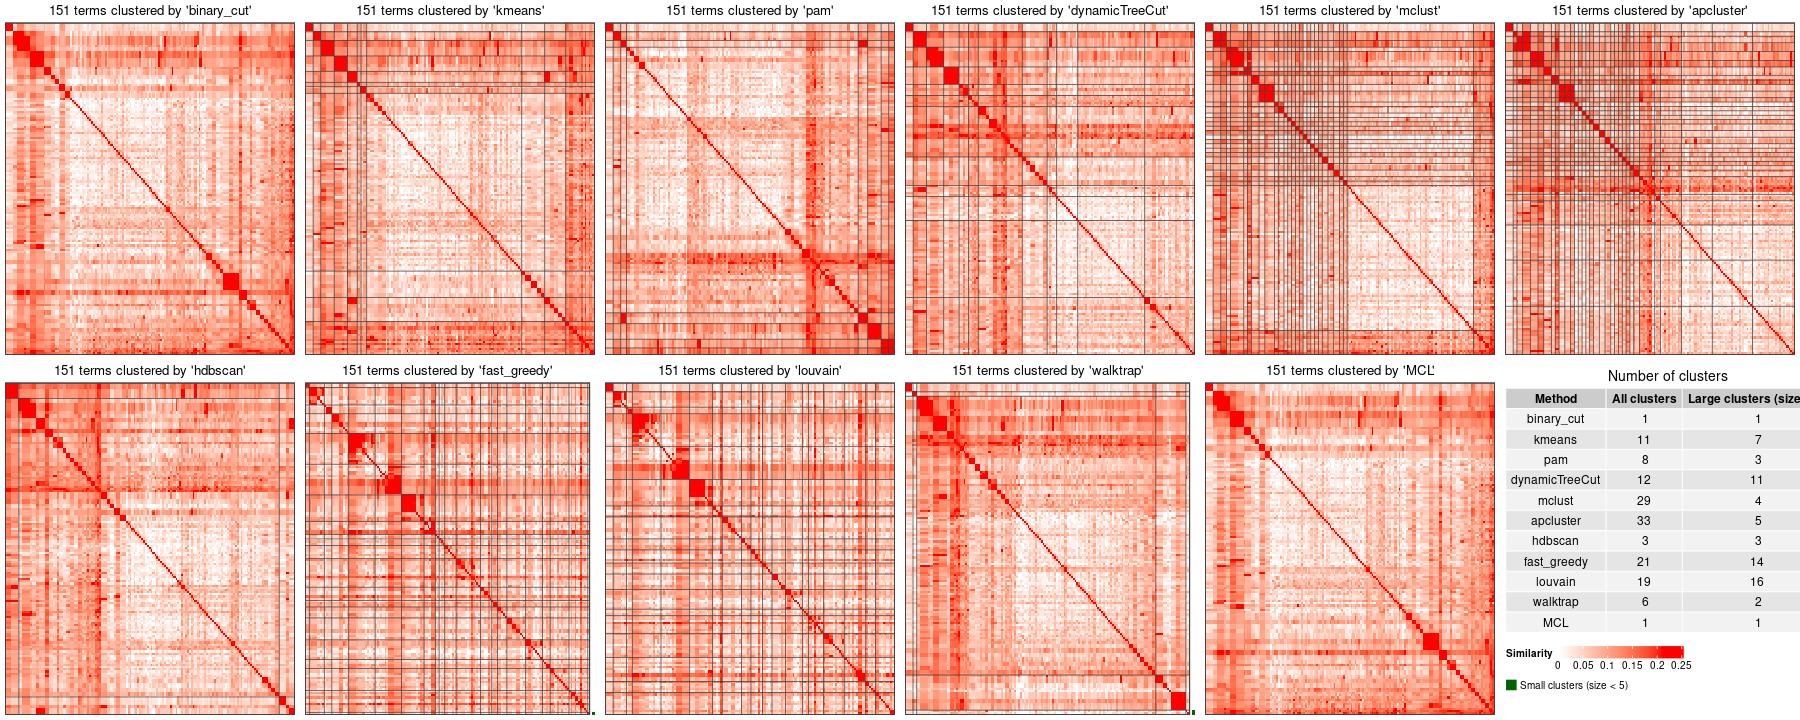 151 terms clustered by 'binary_cut'
151 terms clustered by 'kmeans'
151 terms clustered by 'pam'
151 terms clustered by 'dynamicTreeCut'
151 terms clustered by 'mclust'
151 terms clustered by 'apcluster'
151 terms clustered by 'hdbscan'
151 terms clustered by 'fast_greedy'
151 terms clustered by 'louvain'
151 terms clustered by 'walktrap'
151 terms clustered by 'MCL'
Number of clusters
Method All clusters Large clusters (size
binary_cut 1 1
kmeans 11 7
pam 8 3
dynamicTreeCut 12 11
mclust 29 4
apcluster 33 5
hdbscan 3 3
fast_greedy 21 14
louvain 19 16
walktrap 6 2
MCL 1 1
Similarity
0 0.05 0.1 0.15 0.2 0.25
Small clusters (size < 5)